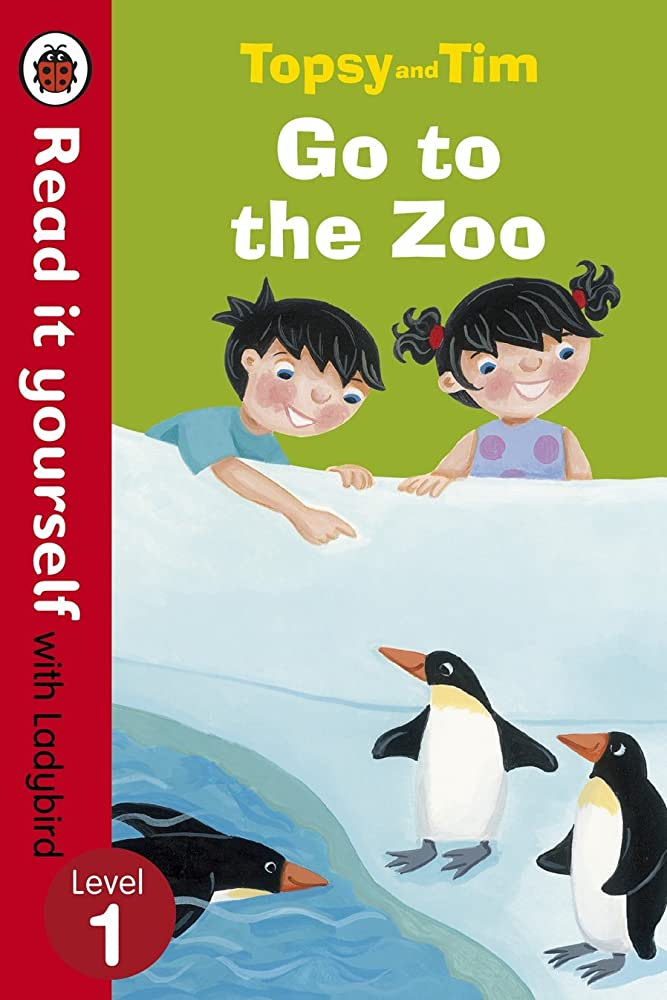 Topsy and Tim
Go to
the Zoo
Read it yourself with Ladybird
Level
1